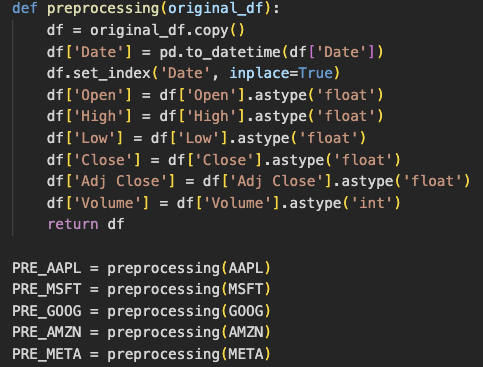 def preprocessing(original_df):
    df = original_df.copy()
    df['Date'] = pd.to_datetime(df['Date'])
    df.set_index('Date', inplace=True)
    df['Open'] = df['Open'].astype('float')
    df['High'] = df['High'].astype('float')
    df['Low'] = df['Low'].astype('float')
    df['Close'] = df['Close'].astype('float')
    df['Adj Close'] = df['Adj Close'].astype('float')
    df['Volume'] = df['Volume'].astype('int')
    return df

PRE_AAPL = preprocessing(AAPL)
PRE_MSFT = preprocessing(MSFT)
PRE_GOOG = preprocessing(GOOG)
PRE_AMZN = preprocessing(AMZN)
PRE_META = preprocessing(META)